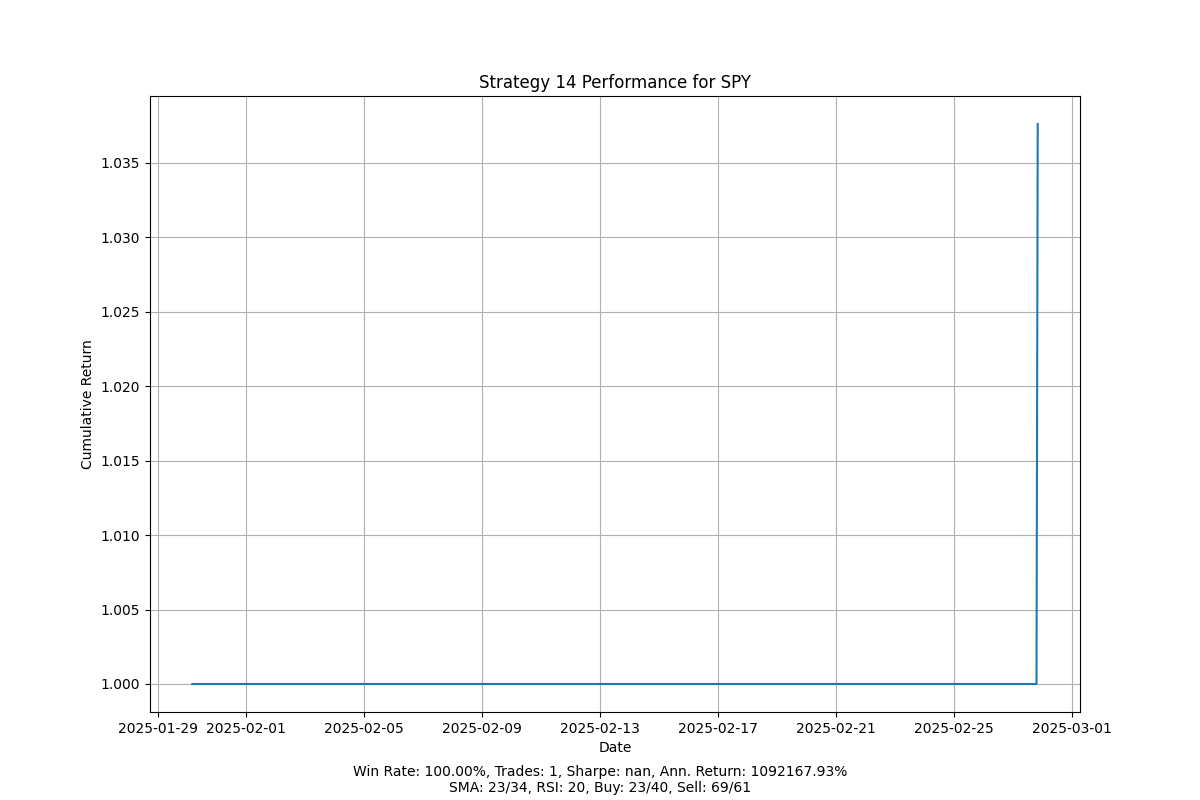 Strategy 14 Performance for SPY
Cumulative Return
1.035
1.030
1.025
1.020
1.015
1.010
1.005
1.000
2025-01-29 2025-02-01 2025-02-05 2025-02-09 2025-02-13 2025-02-17 2025-02-21 2025-02-25 2025-03-01
Date
Win Rate: 100.00%, Trades: 1, Sharpe: nan, Ann. Return: 1092167.93%
SMA: 23/34, RSI: 20, Buy: 23/40, Sell: 69/61